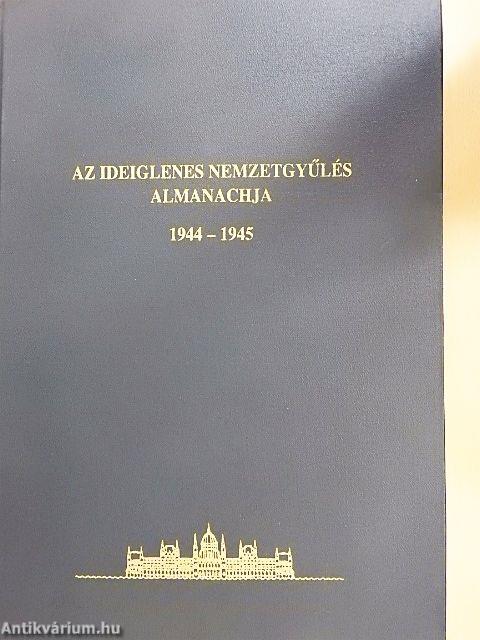 AZ IDEIGLENES NEMZETGYŰLÉS
ALMANACHJA
1944 – 1945
Antikvárium.hu